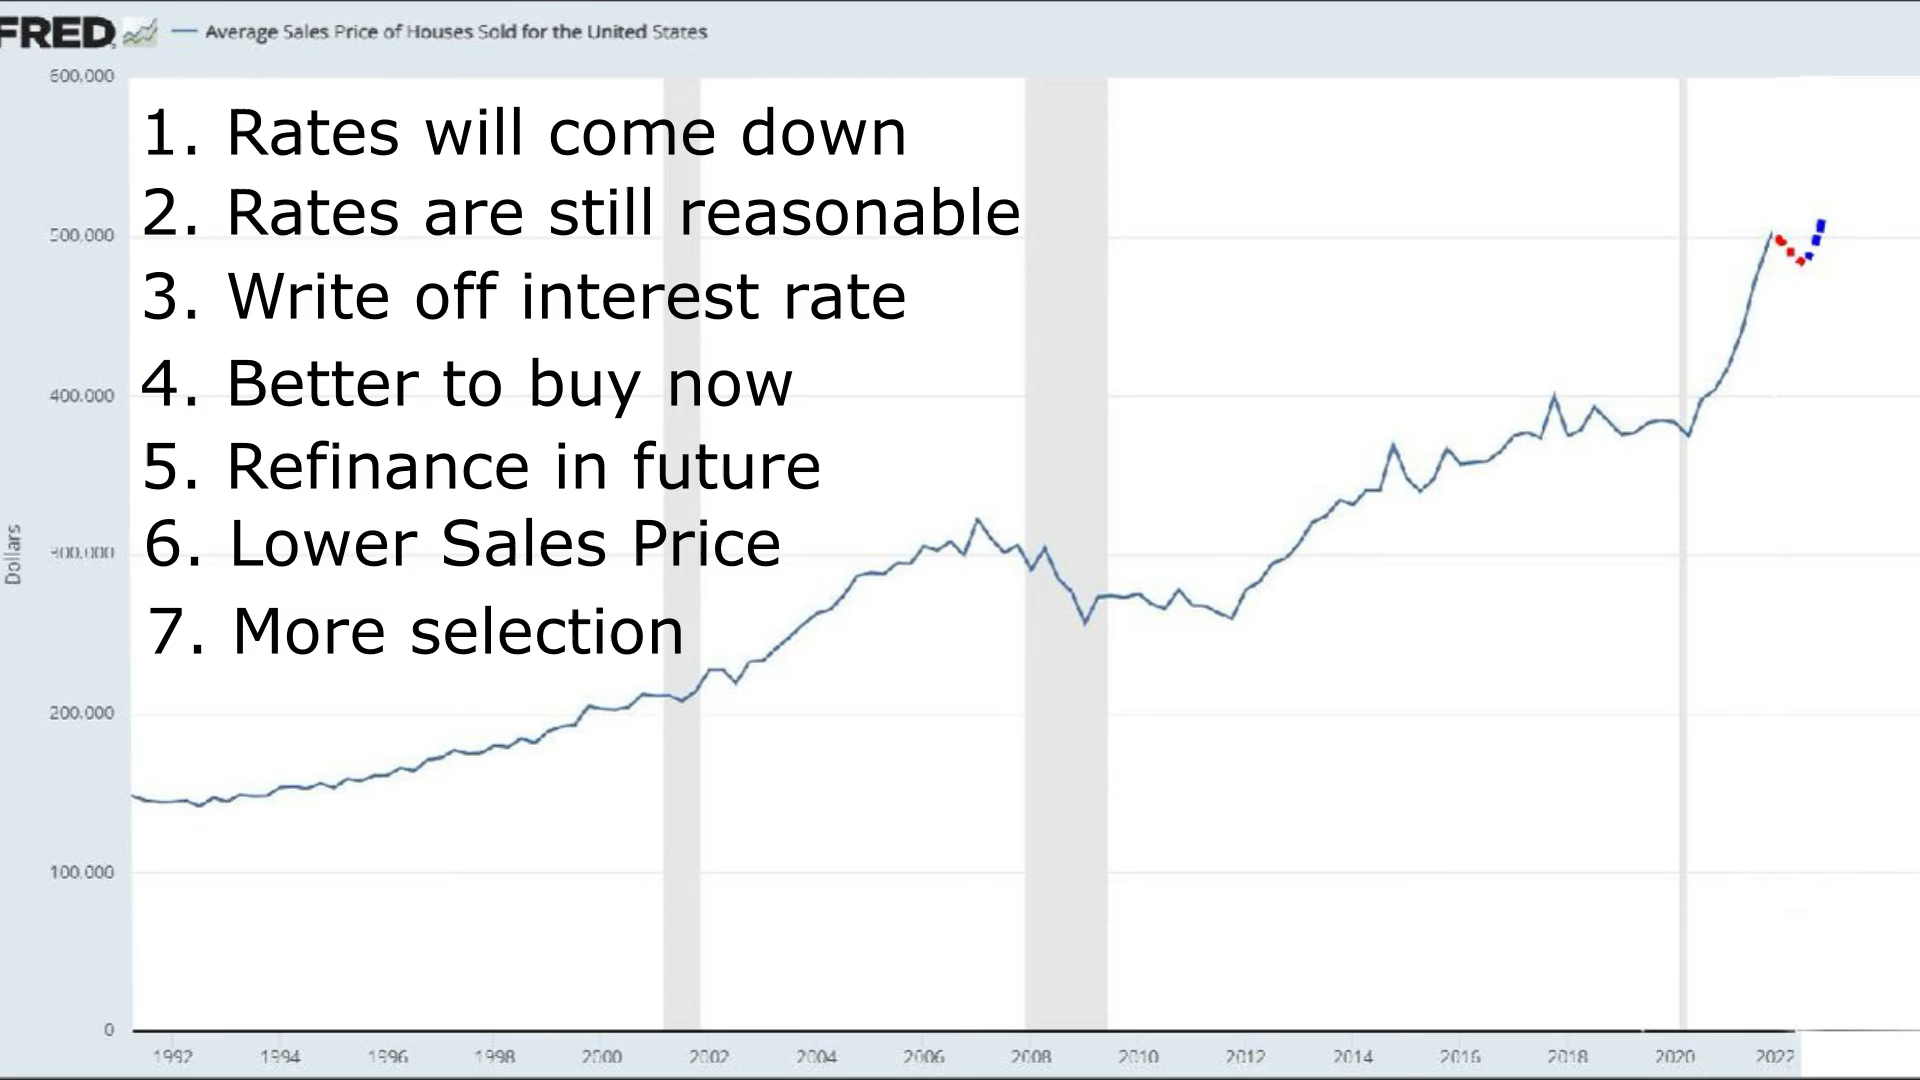 FRED
Average Sales Price of Houses Sold for the United States
600,000
500,000
400,000
300,000
200,000
100,000
0
Dollars
1. Rates will come down
2. Rates are still reasonable
3. Write off interest rate
4. Better to buy now
5. Refinance in future
6. Lower Sales Price
7. More selection
1992 1994 1996 1998 2000 2002 2004 2006 2008 2010 2012 2014 2016 2018 2020 2022